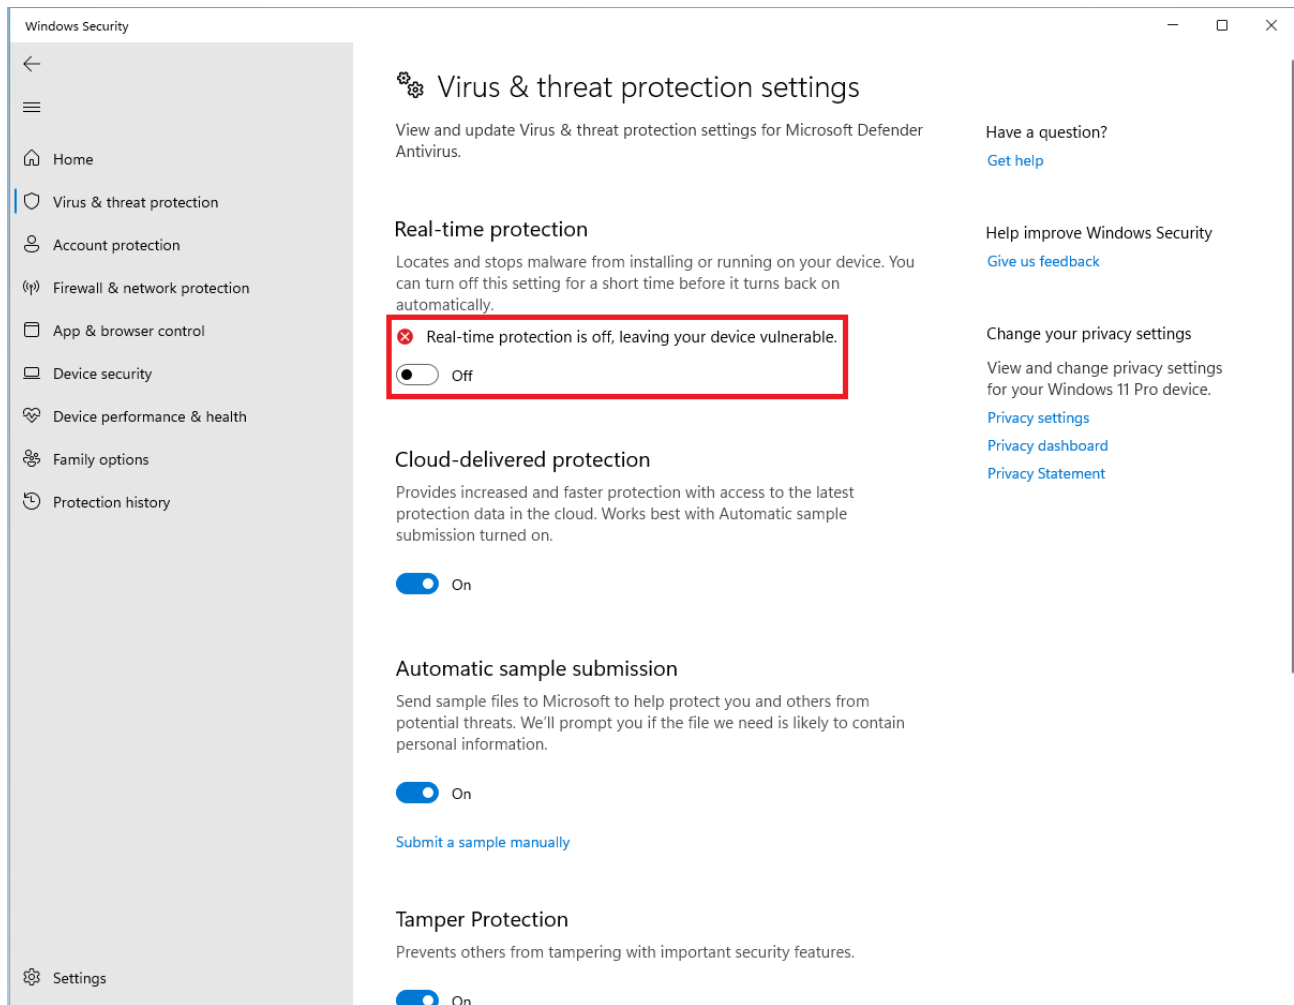 Windows Security
Home
Virus & threat protection
Account protection
Firewall & network protection
App & browser control
Device security
Device performance & health
Family options
Protection history
Settings
Virus & threat protection settings
View and update Virus & threat protection settings for Microsoft Defender
Antivirus.
Real-time protection
Locates and stops malware from installing or running on your device. You
can turn off this setting for a short time before it turns back on
automatically.
Real-time protection is off, leaving your device vulnerable.
Off
Cloud-delivered protection
Provides increased and faster protection with access to the latest
protection data in the cloud. Works best with Automatic sample
submission turned on.
On
Automatic sample submission
Send sample files to Microsoft to help protect you and others from
potential threats. We'll prompt you if the file we need is likely to contain
personal information.
On
Submit a sample manually
Tamper Protection
Prevents others from tampering with important security features.
On
Have a question?
Get help
Help improve Windows Security
Give us feedback
Change your privacy settings
View and change privacy settings
for your Windows 11 Pro device.
Privacy settings
Privacy dashboard
Privacy Statement